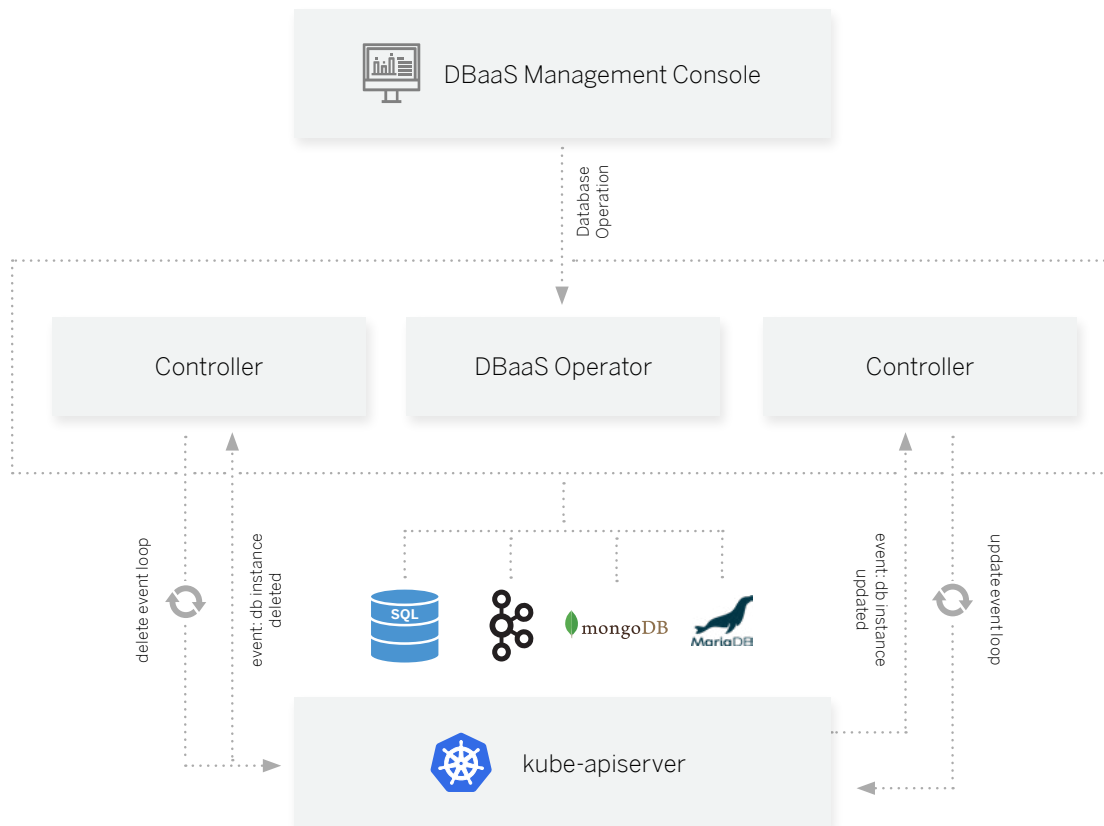 DBaaS Management Console
Database
Operation
Controller
DBaaS Operator
Controller
delete event loop
event: db instance
deleted
SQL
mongoDB
MariaDB
event: db instance
updated
update event loop
kube-apiserver